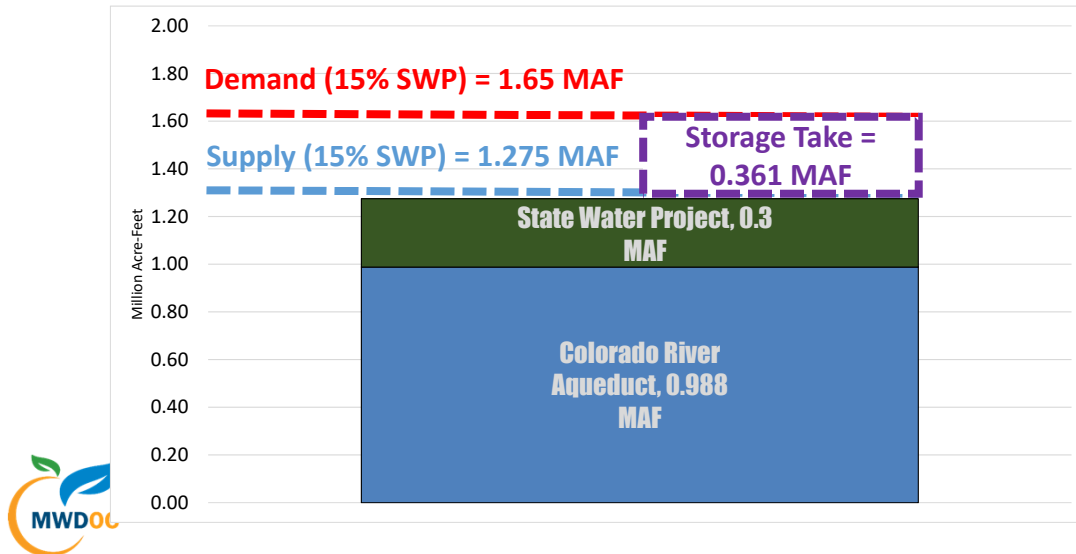 2.00
1.80
1.60
1.40
1.20
1.00
0.80
0.60
0.40
0.20
0.00
Million Acre-Feet
Demand (15% SWP) = 1.65 MAF
Supply (15% SWP) = 1.275 MAF
Storage Take =
0.361 MAF
State Water Project, 0.3
MAF
Colorado River
Aqueduct, 0.988
MAF
MWDOC